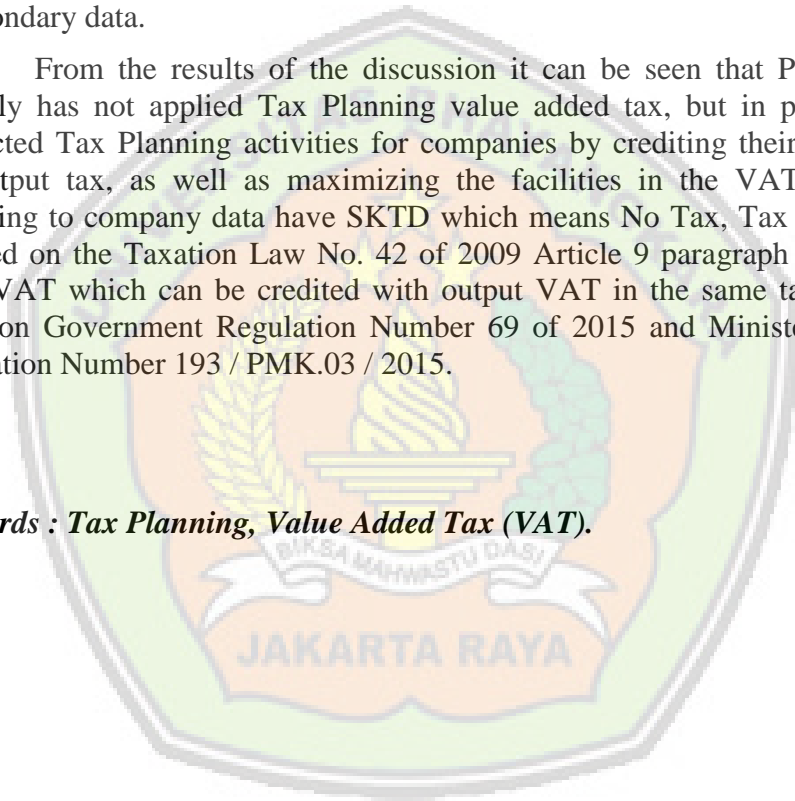 ondary data.
From the results of the discussion it can be seen that P
ly has not applied Tax Planning value added tax, but in p
cted Tax Planning activities for companies by crediting their
tput tax, as well as maximizing the facilities in the VAT
ing to company data have SKTD which means No Tax, Tax
ed on the Taxation Law No. 42 of 2009 Article 9 paragraph
VAT which can be credited with output VAT in the same ta
on Government Regulation Number 69 of 2015 and Ministe
ation Number 193 / PMK.03 / 2015.
rds : Tax Planning, Value Added Tax (VAT).
UNIVERSITAS BHAYANGKARA
BIKSA MAHWASTU DASI
JAKARTA RAYA